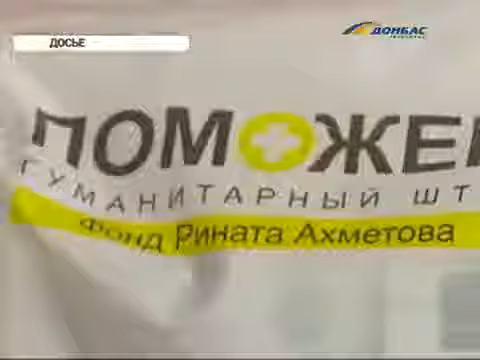 ДОСЬЕ
ДОНБАС
ПОМОЖЕ
ГУМАНИТАРНЫЙ ШТ
Фонд Рината Ахметова